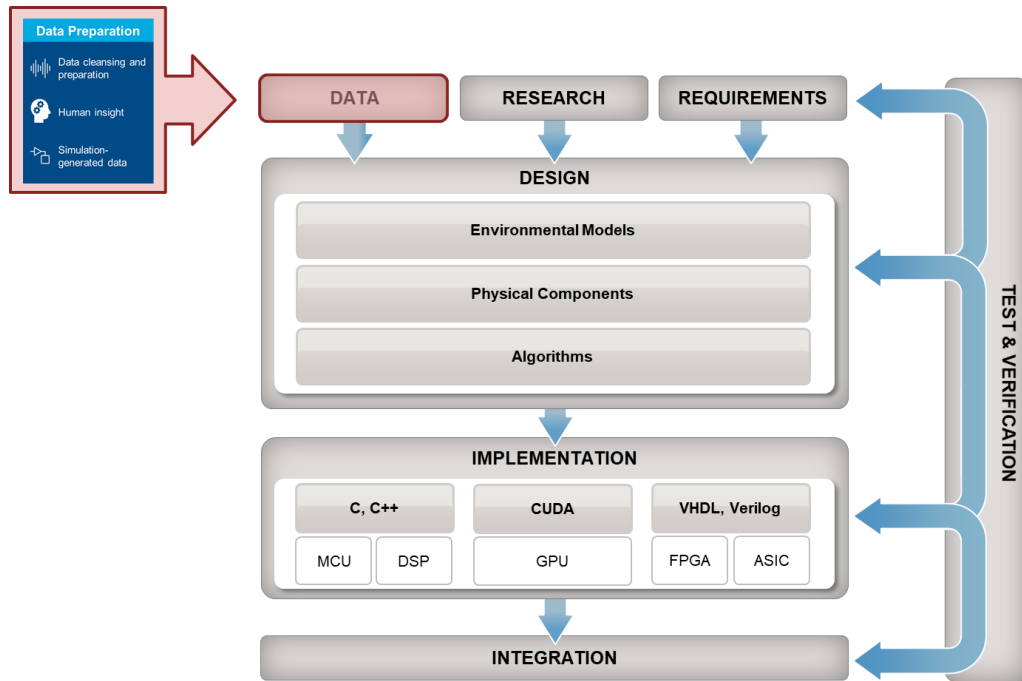 Data Preparation
Data cleansing and
preparation
Human insight
Simulation-
generated data
DATA
RESEARCH
REQUIREMENTS
DESIGN
Environmental Models
Physical Components
Algorithms
IMPLEMENTATION
C, C++
CUDA
VHDL, Verilog
MCU
DSP
GPU
FPGA
ASIC
INTEGRATION
TEST & VERIFICATION